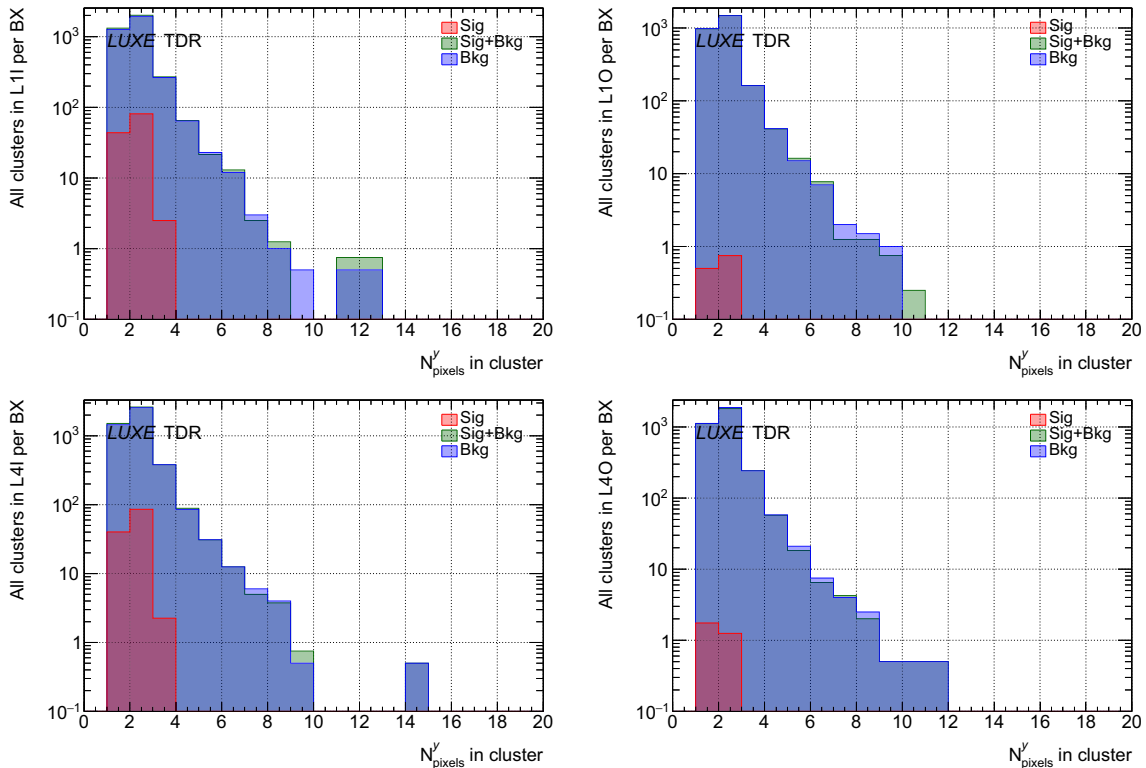 All clusters in L1I per BX
10³
10²
10
1
10⁻¹
LUXE TDR
Sig
Sig+Bkg
Bkg
0 2 4 6 8 10 12 14 16 18 20
N^y_pixels in cluster
All clusters in L1O per BX
10³
10²
10
1
10⁻¹
LUXE TDR
Sig
Sig+Bkg
Bkg
0 2 4 6 8 10 12 14 16 18 20
N^y_pixels in cluster
All clusters in L4I per BX
10³
10²
10
1
10⁻¹
LUXE TDR
Sig
Sig+Bkg
Bkg
0 2 4 6 8 10 12 14 16 18 20
N^y_pixels in cluster
All clusters in L4O per BX
10³
10²
10
1
10⁻¹
LUXE TDR
Sig
Sig+Bkg
Bkg
0 2 4 6 8 10 12 14 16 18 20
N^y_pixels in cluster